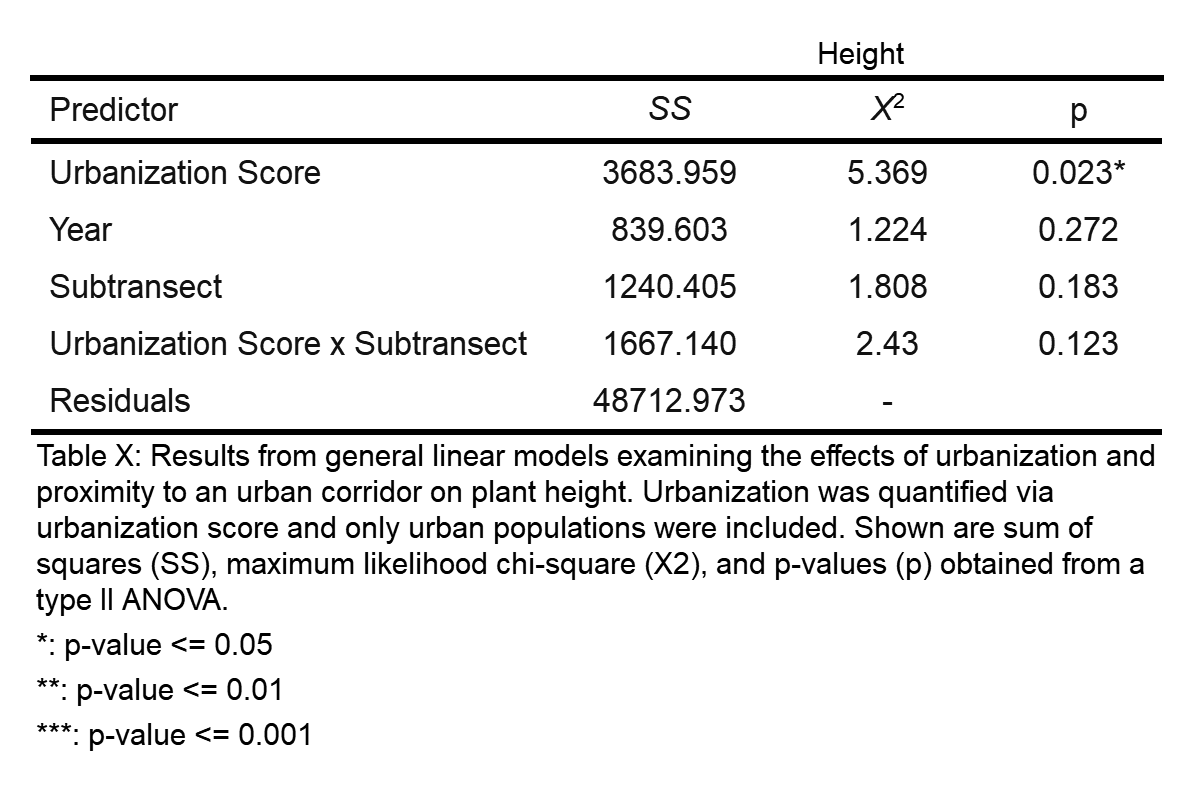 Height
Predictor SS X² p
Urbanization Score 3683.959 5.369 0.023*
Year 839.603 1.224 0.272
Subtransect 1240.405 1.808 0.183
Urbanization Score x Subtransect 1667.140 2.43 0.123
Residuals 48712.973 -
Table X: Results from general linear models examining the effects of urbanization and
proximity to an urban corridor on plant height. Urbanization was quantified via
urbanization score and only urban populations were included. Shown are sum of
squares (SS), maximum likelihood chi-square (X2), and p-values (p) obtained from a
type II ANOVA.
*: p-value <= 0.05
**: p-value <= 0.01
***: p-value <= 0.001